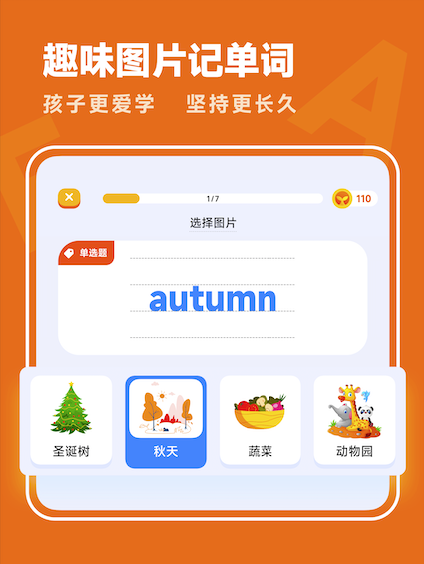 趣味图片记单词
孩子更爱学 坚持更长久
1/7
110
选择图片
单选题
autumn
圣诞树
秋天
蔬菜
动物园